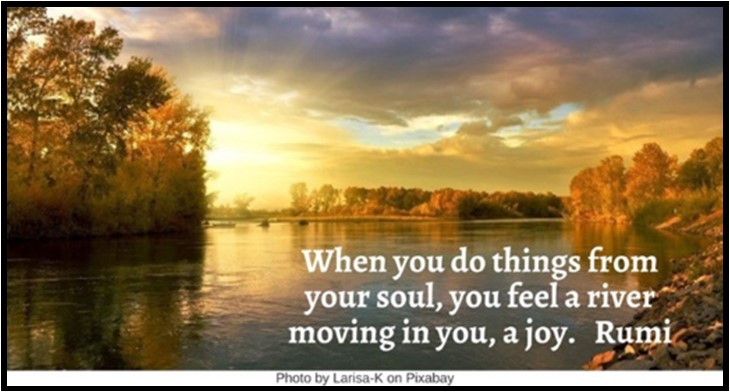 When you do things from
your soul, you feel a river
moving in you, a joy.   Rumi
Photo by Larisa-K on Pixabay